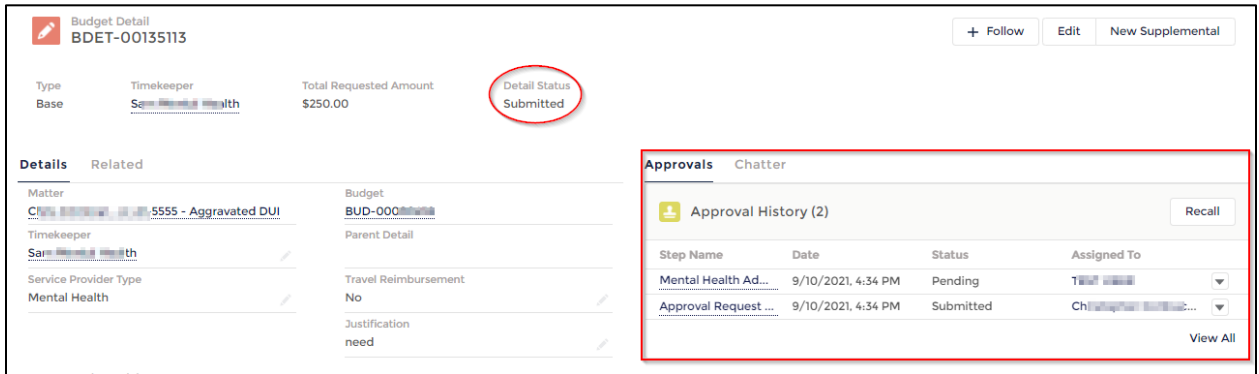 Budget Detail
BDET-00135113
+ Follow
Edit
New Supplemental
Type
Timekeeper
Total Requested Amount
Detail Status
Base
$250.00
Submitted
Details
Related
Approvals
Chatter
Matter
Budget
5555 - Aggravated DUI
BUD-000
Approval History (2)
Recall
Timekeeper
Parent Detail
Step Name
Date
Status
Assigned To
Service Provider Type
Travel Reimbursement
Mental Health Ad...
9/10/2021, 4:34 PM
Pending
Mental Health
No
Approval Request ...
9/10/2021, 4:34 PM
Submitted
Justification
need
View All